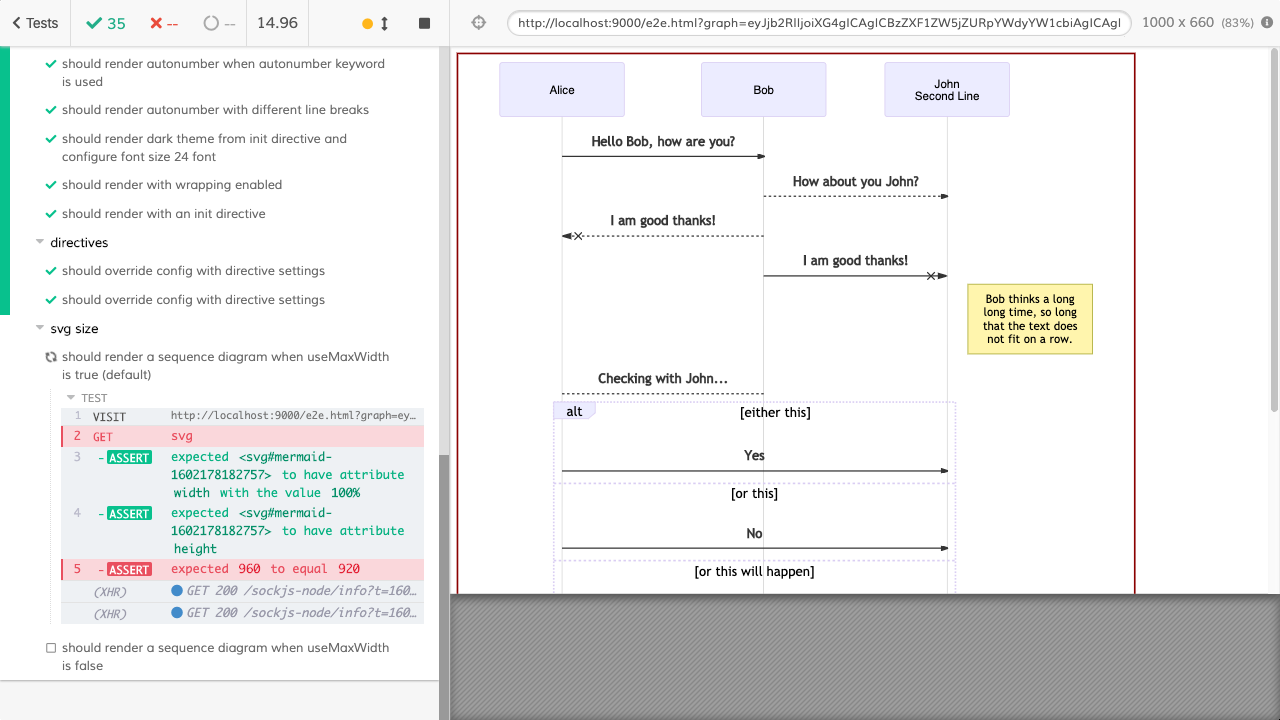 Tests
35
--
--
14.96
http://localhost:9000/e2e.html?graph=eyJjb2RlIjoiXG4gICAgICBzZXF1ZW5jZURpYWdyYW1cbiAgICAgI
1000 x 660 (83%)
should render autonumber when autonumber keyword
is used
should render autonumber with different line breaks
should render dark theme from init directive and
configure font size 24 font
should render with wrapping enabled
should render with an init directive
directives
should override config with directive settings
should override config with directive settings
svg size
should render a sequence diagram when useMaxWidth
is true (default)
TEST
1 VISIT http://localhost:9000/e2e.html?graph=ey…
2 GET svg
3 -ASSERT expected <svg#mermaid-
1602178182757> to have attribute
width with the value 100%
4 -ASSERT expected <svg#mermaid-
1602178182757> to have attribute
height
5 -ASSERT expected 960 to equal 920
(XHR) GET 200 /sockjs-node/info?t=160…
(XHR) GET 200 /sockjs-node/info?t=160…
should render a sequence diagram when useMaxWidth
is false
Alice
Bob
John
Second Line
Hello Bob, how are you?
How about you John?
I am good thanks!
I am good thanks!
Bob thinks a long
long time, so long
that the text does
not fit on a row.
Checking with John...
alt
[either this]
Yes
[or this]
No
[or this will happen]